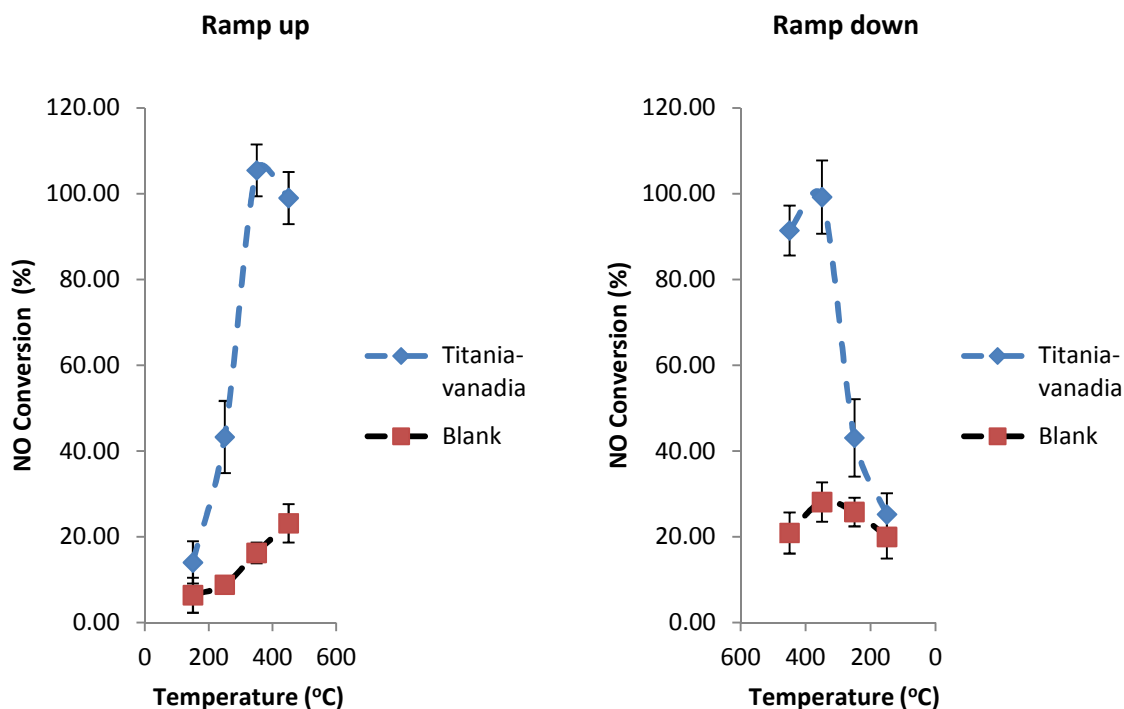 Ramp up
120.00
100.00
80.00
60.00
40.00
20.00
0.00
0
200
400
600
NO Conversion (%)
Temperature (ᵒC)
Titania-
vanadia
Blank
Ramp down
120.00
100.00
80.00
60.00
40.00
20.00
0.00
600
400
200
0
NO Conversion (%)
Temperature (ᵒC)
Titania-
vanadia
Blank